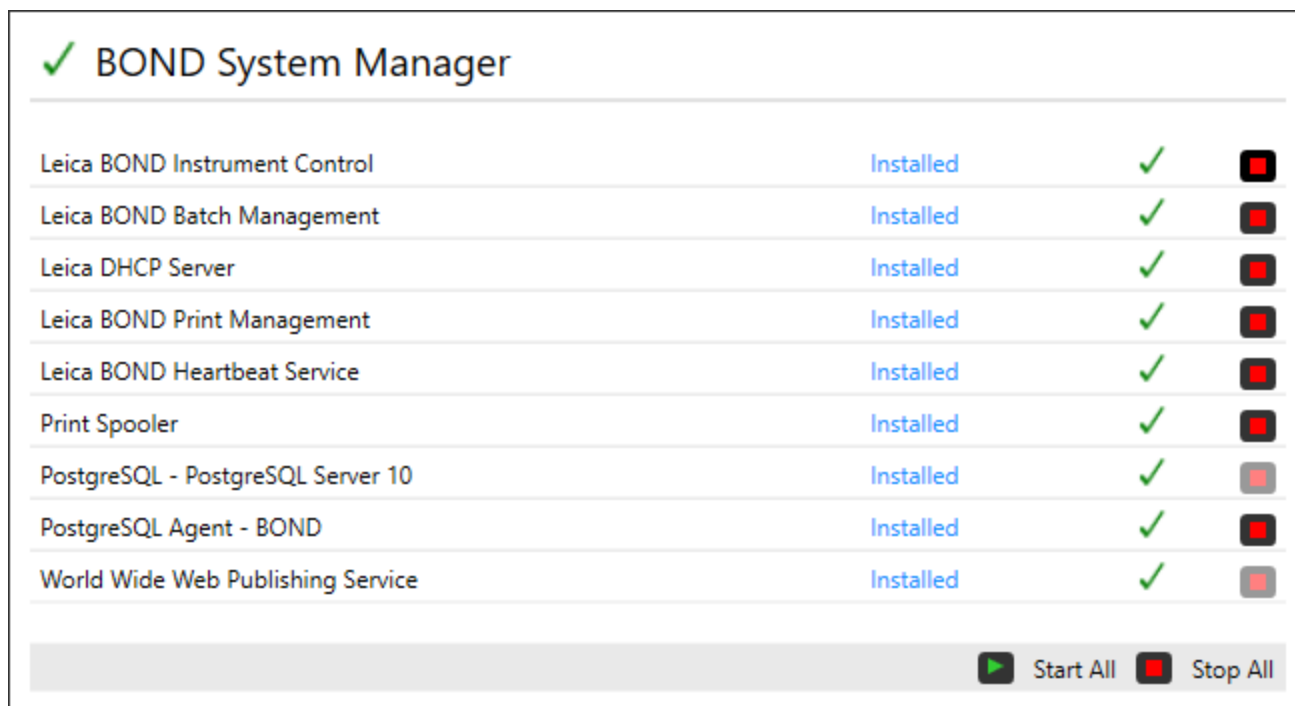 BOND System Manager
Leica BOND Instrument Control Installed
Leica BOND Batch Management Installed
Leica DHCP Server Installed
Leica BOND Print Management Installed
Leica BOND Heartbeat Service Installed
Print Spooler Installed
PostgreSQL - PostgreSQL Server 10 Installed
PostgreSQL Agent - BOND Installed
World Wide Web Publishing Service Installed
Start All Stop All